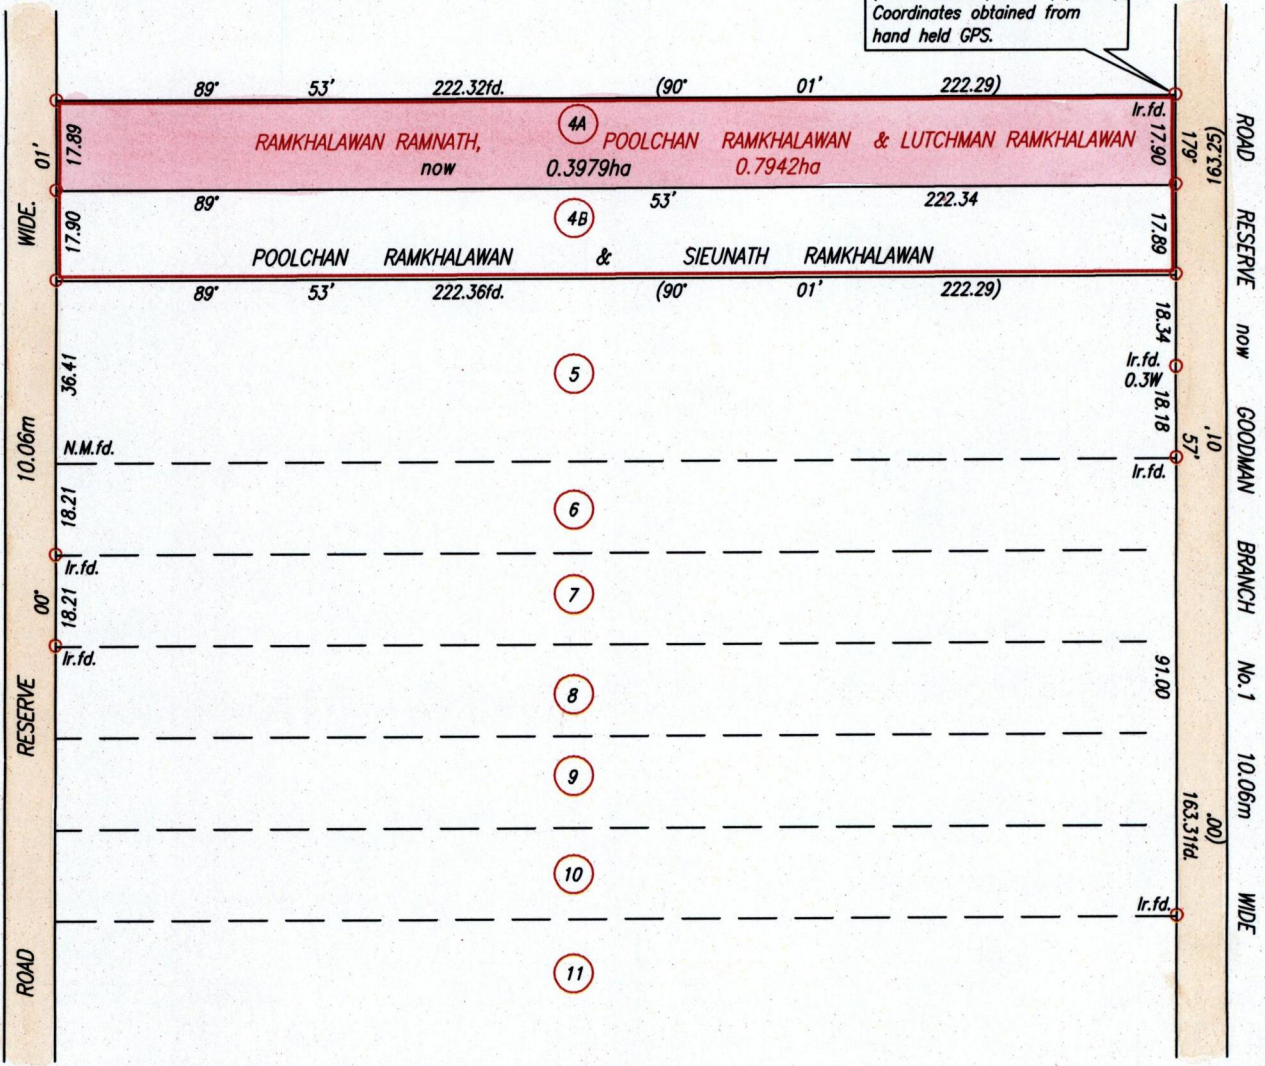 Coordinates obtained from
hand held GPS.
89° 53' 222.32fd. (90° 01' 222.29)
Ir.fd.
4A
RAMKHALAWAN RAMNATH, POOLCHAN RAMKHALAWAN & LUTCHMAN RAMKHALAWAN
now 0.3979ha 0.7942ha
17.89
17.90
89° 53' 222.34
4B
17.90
17.89
POOLCHAN RAMKHALAWAN & SIEUNATH RAMKHALAWAN
89° 53' 222.36fd. (90° 01' 222.29)
18.34
36.41
5
Ir.fd.
0.3W
18.18
N.M.fd.
Ir.fd.
18.21
6
Ir.fd.
18.21
7
Ir.fd.
8
91.00
9
10
Ir.fd.
11
ROAD RESERVE 10.06m WIDE.
00° 01'
179° 57' 163.31fd.
163.25)
10'
.00)
ROAD RESERVE now GOODMAN BRANCH No.1 10.06m WIDE